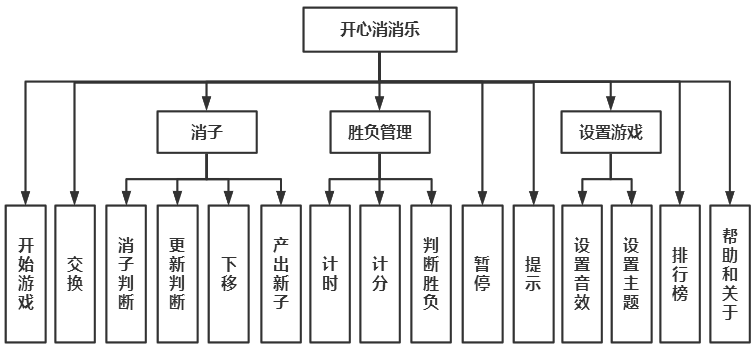 开心消消乐
消子
胜负管理
设置游戏
开始游戏
交换
消子判断
更新判断
下移
产出新子
计时
计分
判断胜负
暂停
提示
设置音效
设置主题
排行榜
帮助和关于